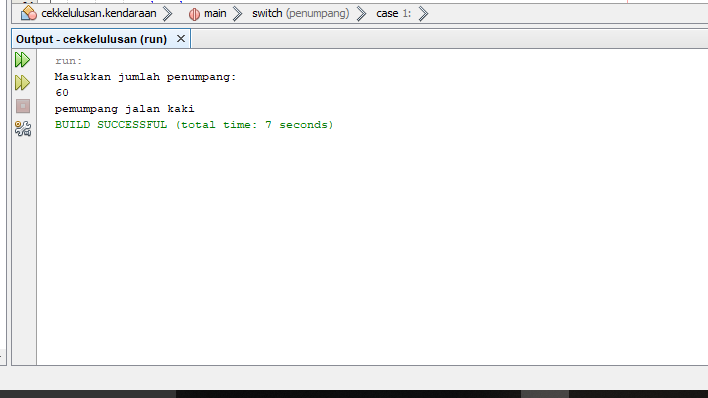 cekkelulusan.kendaraan main switch (penumpang) case 1:
Output - cekkelulusan (run) ×
run:
Masukkan jumlah penumpang:
60
pemumpang jalan kaki
BUILD SUCCESSFUL (total time: 7 seconds)